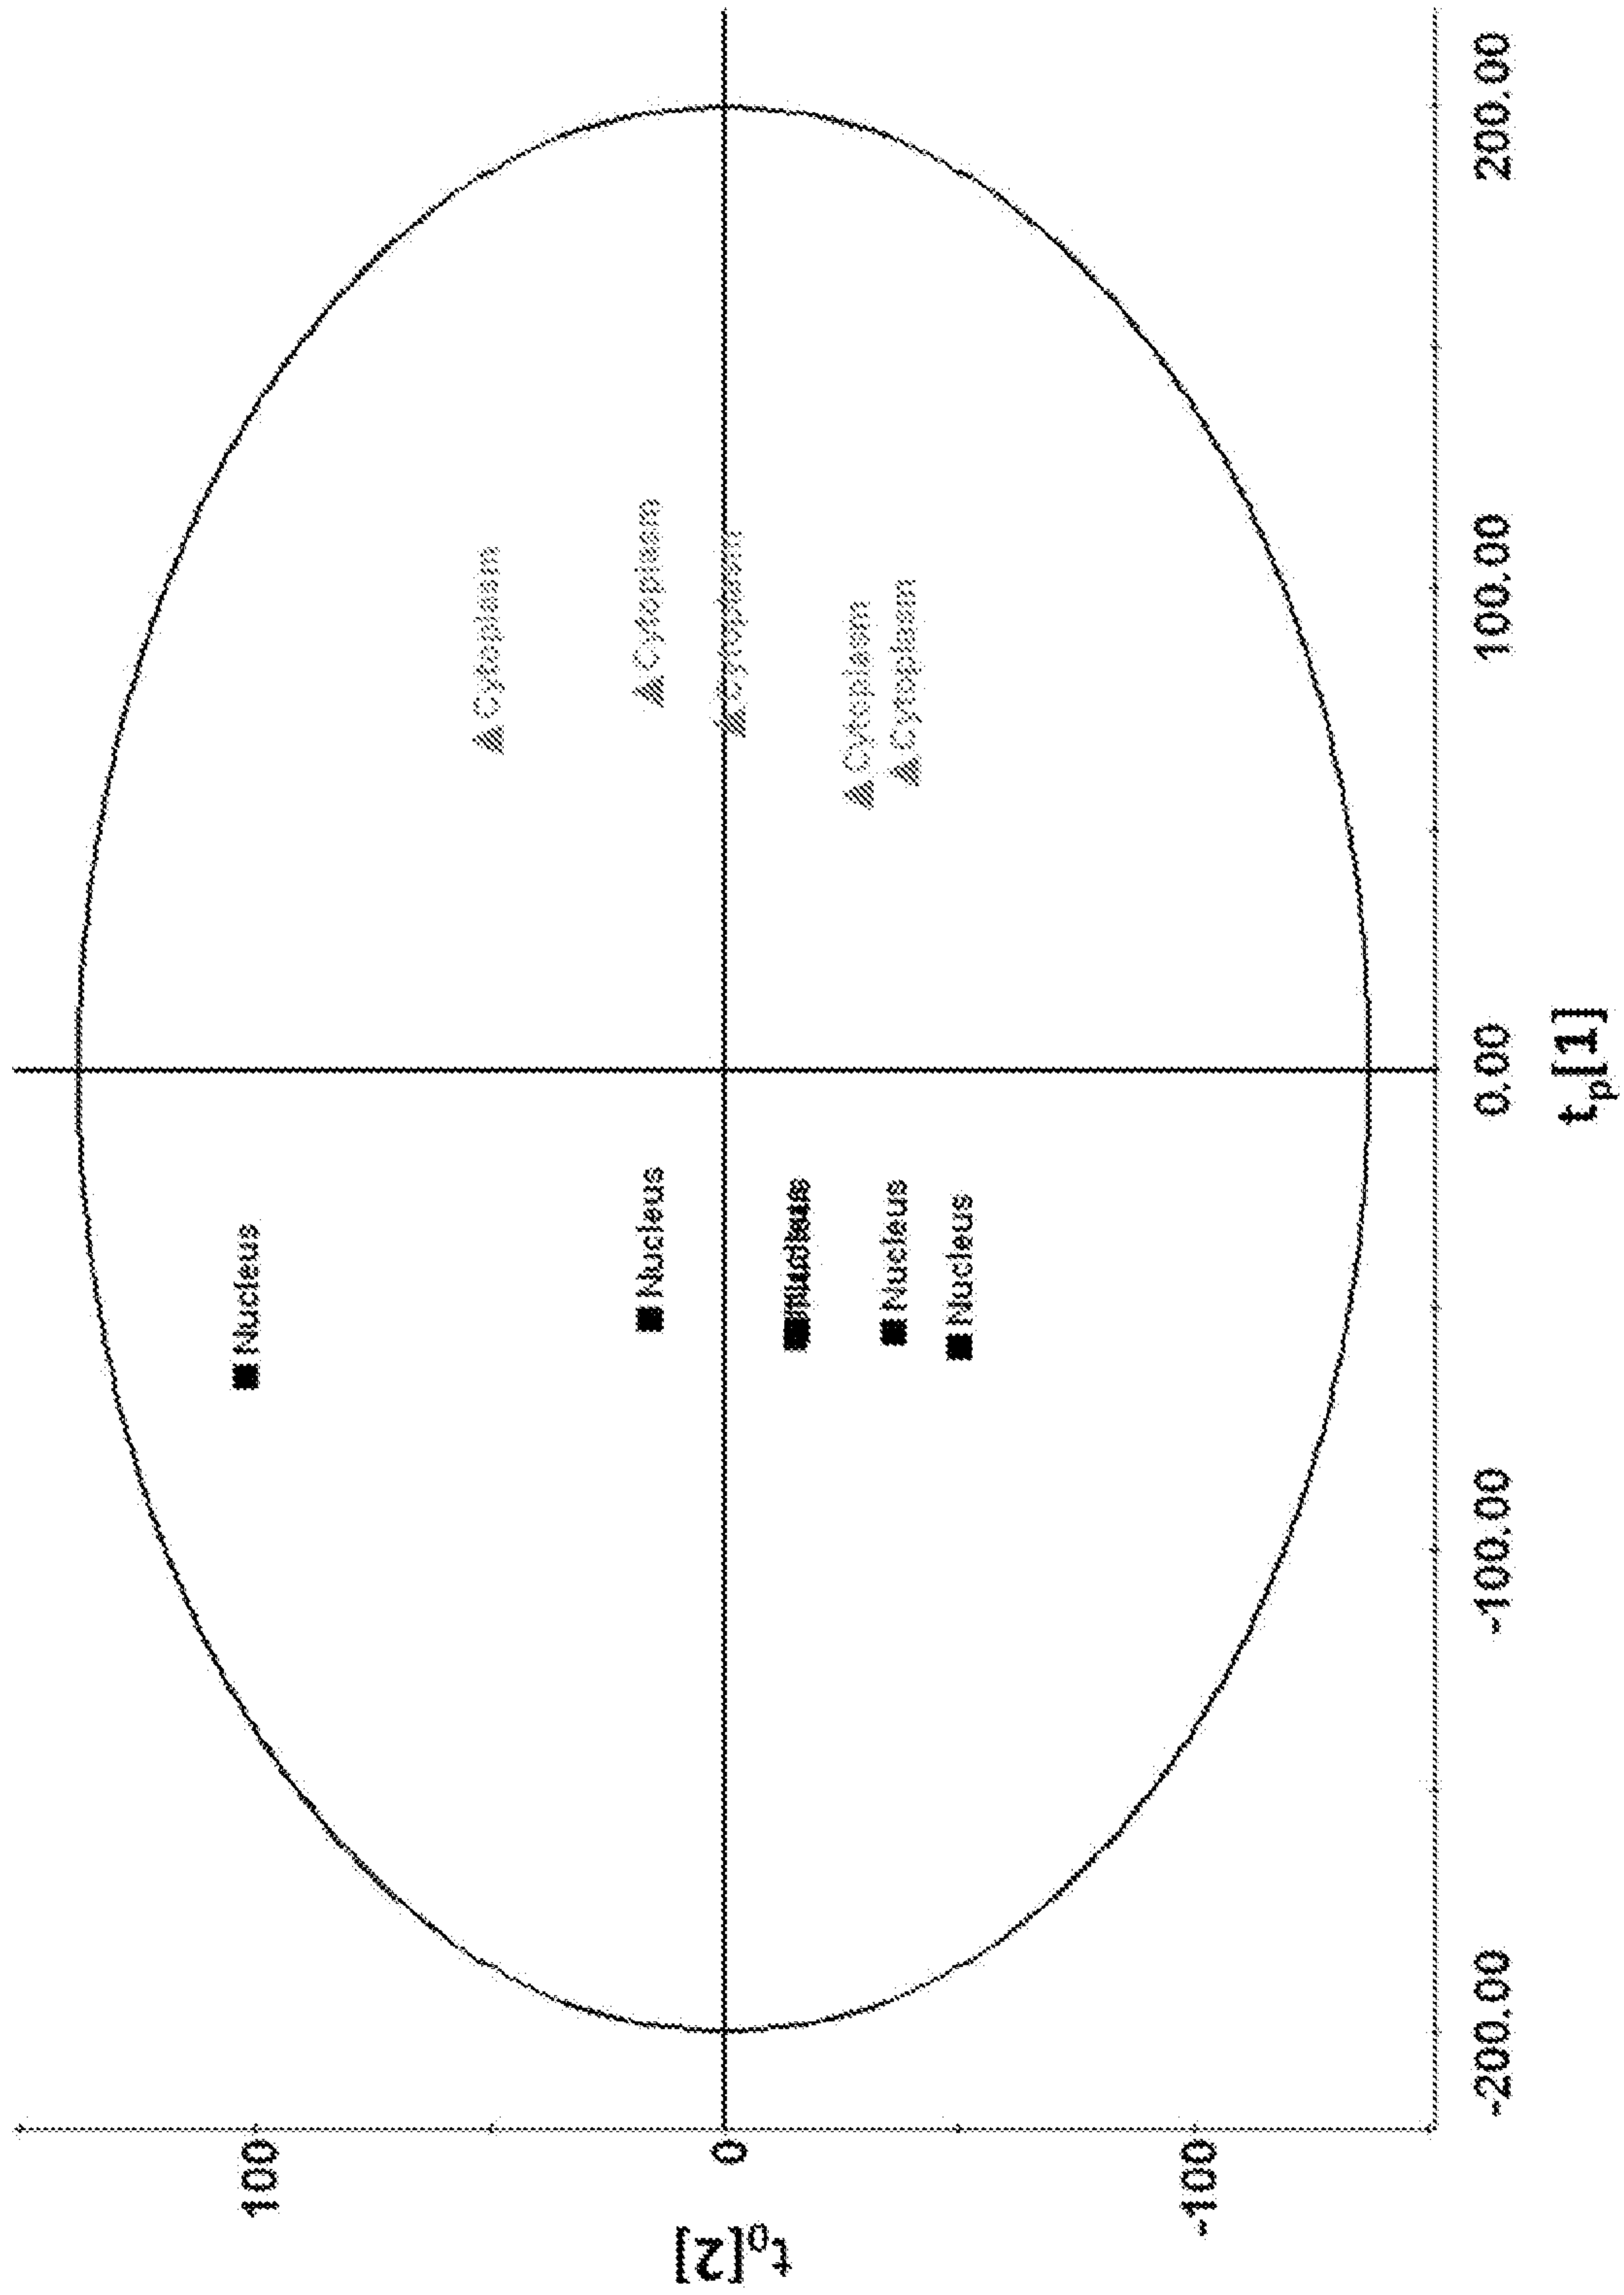 Nucleus
100
Cytoplasm
Nucleus
Cytoplasm
t₀[2]
0
Cytoplasm
Nucleus
Cytoplasm
Nucleus
Cytoplasm
Nucleus
-100
-200.00 -100.00 0.00 100.00 200.00
tₚ[1]